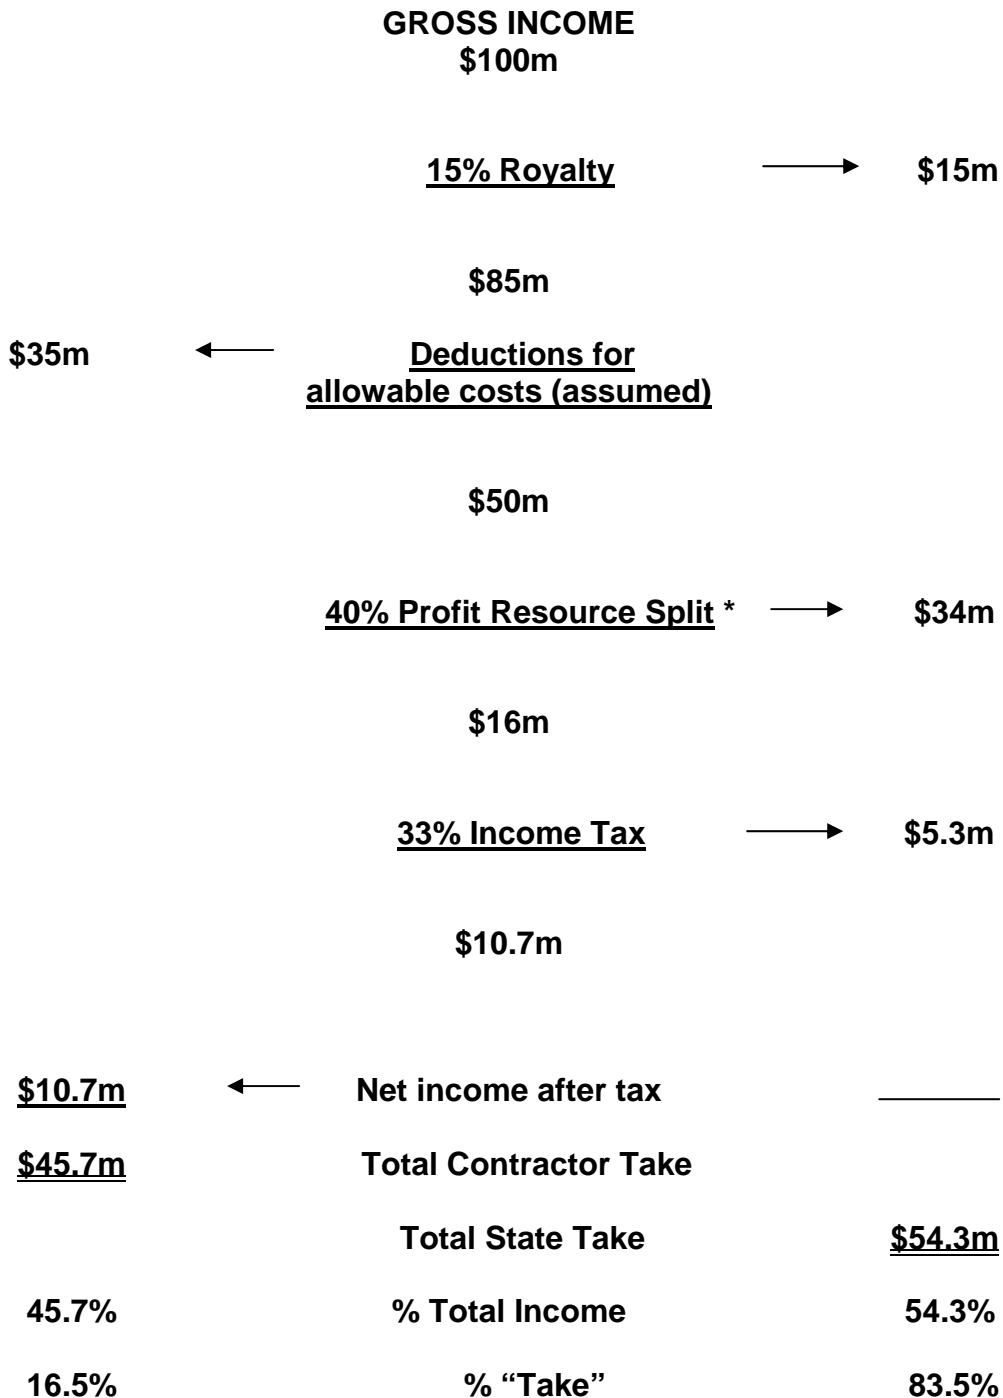 GROSS INCOME
$100m
15% Royalty $15m
$85m
$35m Deductions for
allowable costs (assumed)
$50m
40% Profit Resource Split * $34m
$16m
33% Income Tax $5.3m
$10.7m
$10.7m Net income after tax
$45.7m Total Contractor Take
Total State Take $54.3m
45.7% % Total Income 54.3%
16.5% % “Take” 83.5%